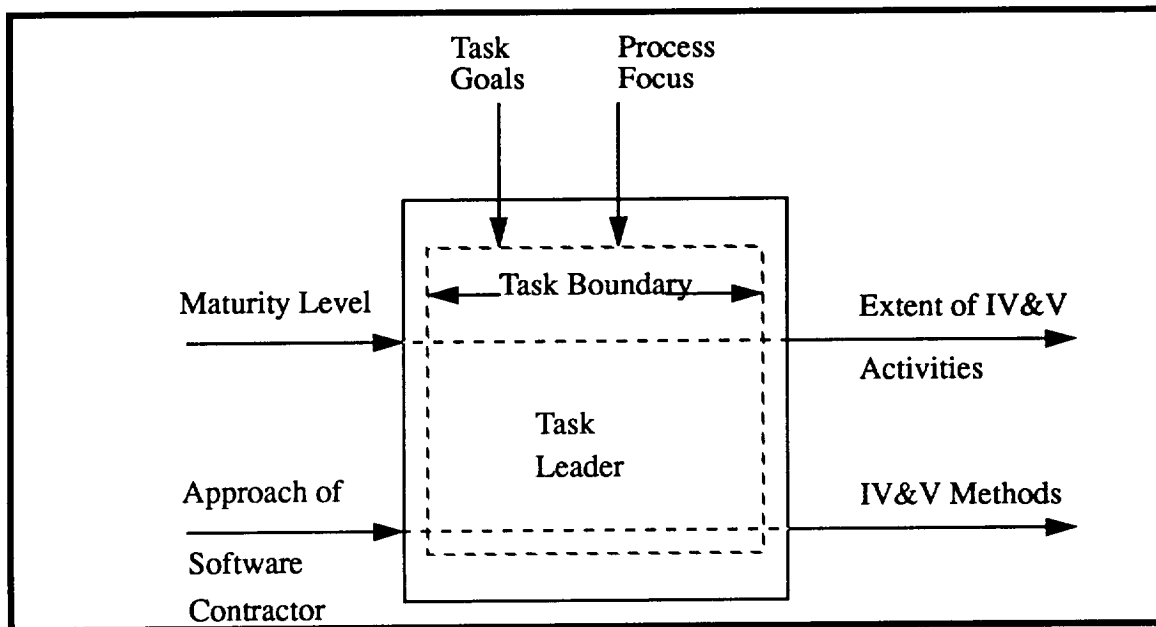 Task
Goals
Process
Focus
Task Boundary
Maturity Level
Extent of IV&V
Activities
Task
Leader
Approach of
Software
Contractor
IV&V Methods